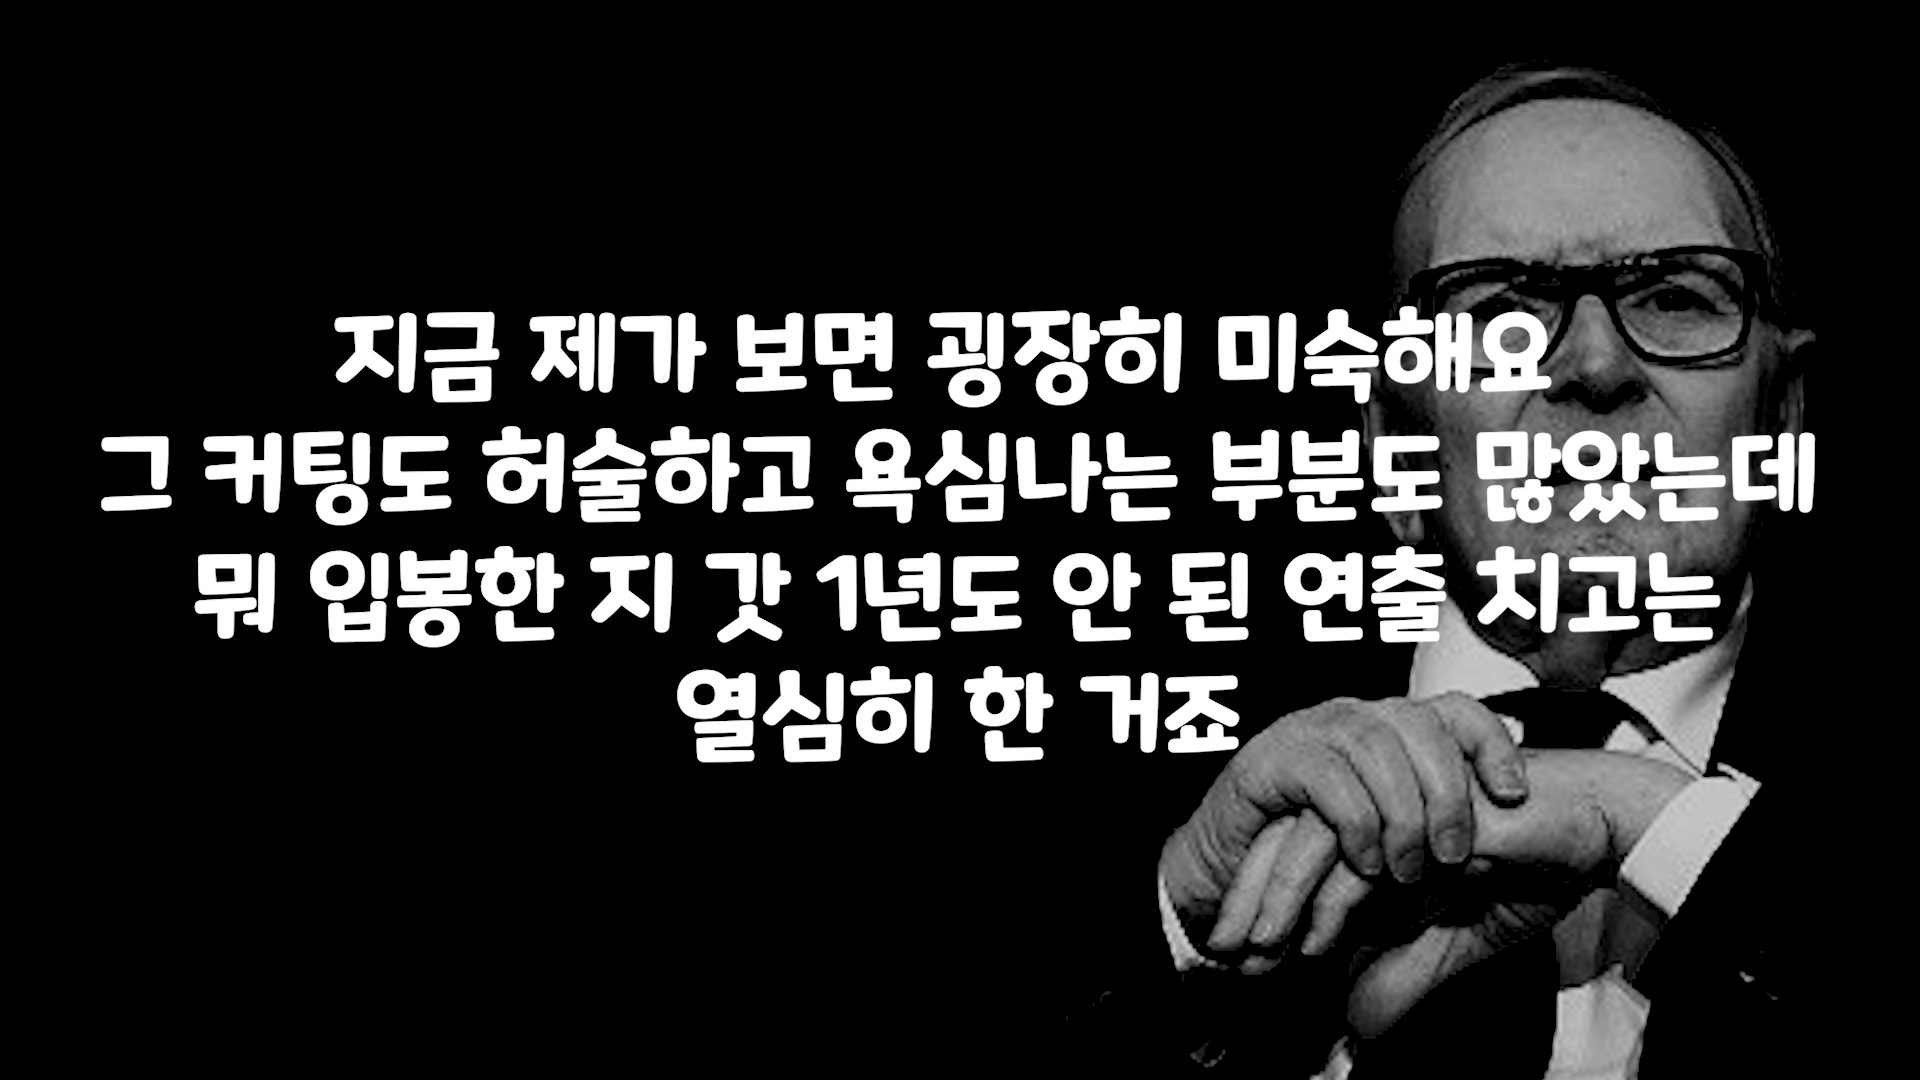 지금 제가 보면 굉장히 미숙해요
그 커팅도 허술하고 욕심나는 부분도 많았는데
뭐 입봉한 지 갓 1년도 안 된 연출 치고는
열심히 한 거죠